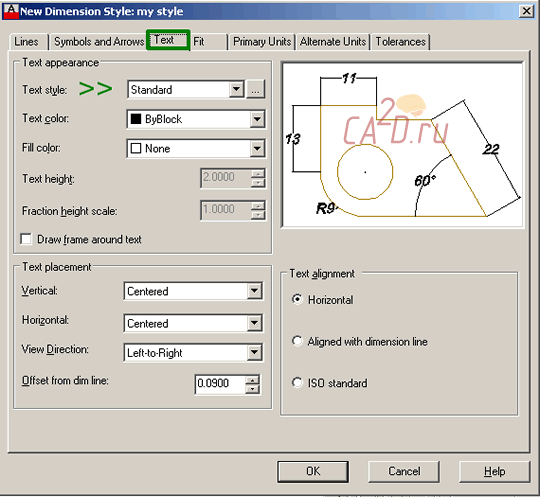 New Dimension Style: my style
Lines
Symbols and Arrows
Text
Fit
Primary Units
Alternate Units
Tolerances
Text appearance
Text style: >> Standard ...
Text color: ByBlock
Fill color: None
Text height: 2.0000
Fraction height scale: 1.0000
Draw frame around text
11
13
22
60°
R9
CA2D.ru
Text placement
Vertical: Centered
Horizontal: Centered
View Direction: Left-to-Right
Offset from dim line: 0.0900
Text alignment
Horizontal
Aligned with dimension line
ISO standard
OK
Cancel
Help